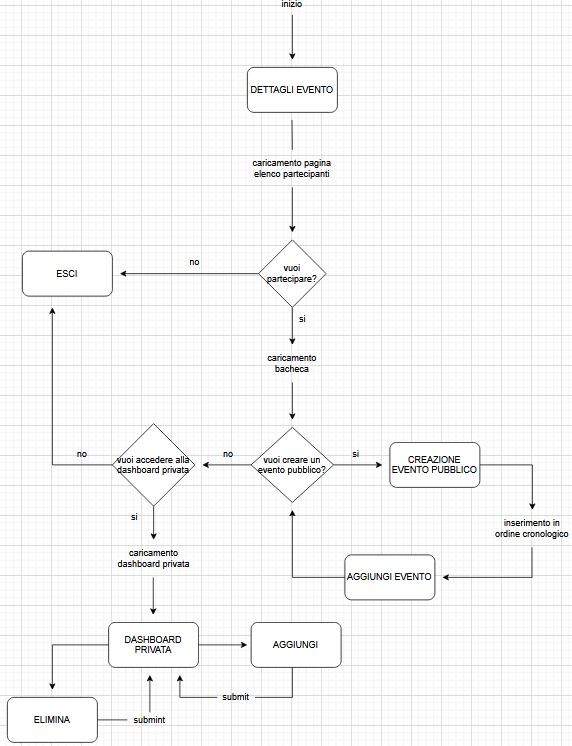 inizio
DETTAGLI EVENTO
caricamento pagina
elenco partecipanti
vuoi
partecipare?
no
ESCI
si
caricamento
bacheca
vuoi creare un
evento pubblico?
si
CREAZIONE
EVENTO PUBBLICO
no
vuoi accedere alla
dashboard privata
no
inserimento in
ordine cronologico
AGGIUNGI EVENTO
si
caricamento
dashboard privata
DASHBOARD
PRIVATA
AGGIUNGI
submit
ELIMINA
submint